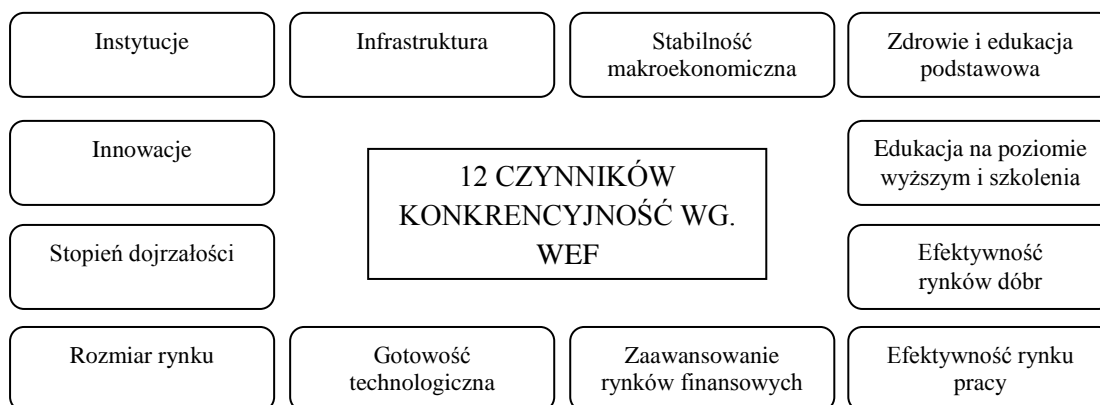 Instytucje
Infrastruktura
Stabilność
makroekonomiczna
Zdrowie i edukacja
podstawowa
Innowacje
12 CZYNNIKÓW
KONKRENCYJNOŚĆ WG.
WEF
Edukacja na poziomie
wyższym i szkolenia
Stopień dojrzałości
Efektywność
rynków dóbr
Rozmiar rynku
Gotowość
technologiczna
Zaawansowanie
rynków finansowych
Efektywność rynku
pracy